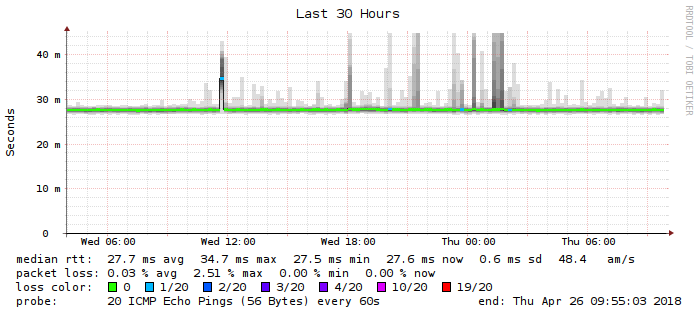 Last 30 Hours
RRDTOOL / TOBI OETIKER
Seconds
40 m
30 m
20 m
10 m
0
Wed 06:00 Wed 12:00 Wed 18:00 Thu 00:00 Thu 06:00
median rtt: 27.7 ms avg 34.7 ms max 27.5 ms min 27.6 ms now 0.6 ms sd 48.4 am/s
packet loss: 0.03 % avg 2.51 % max 0.00 % min 0.00 % now
loss color: 0 1/20 2/20 3/20 4/20 10/20 19/20
probe: 20 ICMP Echo Pings (56 Bytes) every 60s end: Thu Apr 26 09:55:03 2018